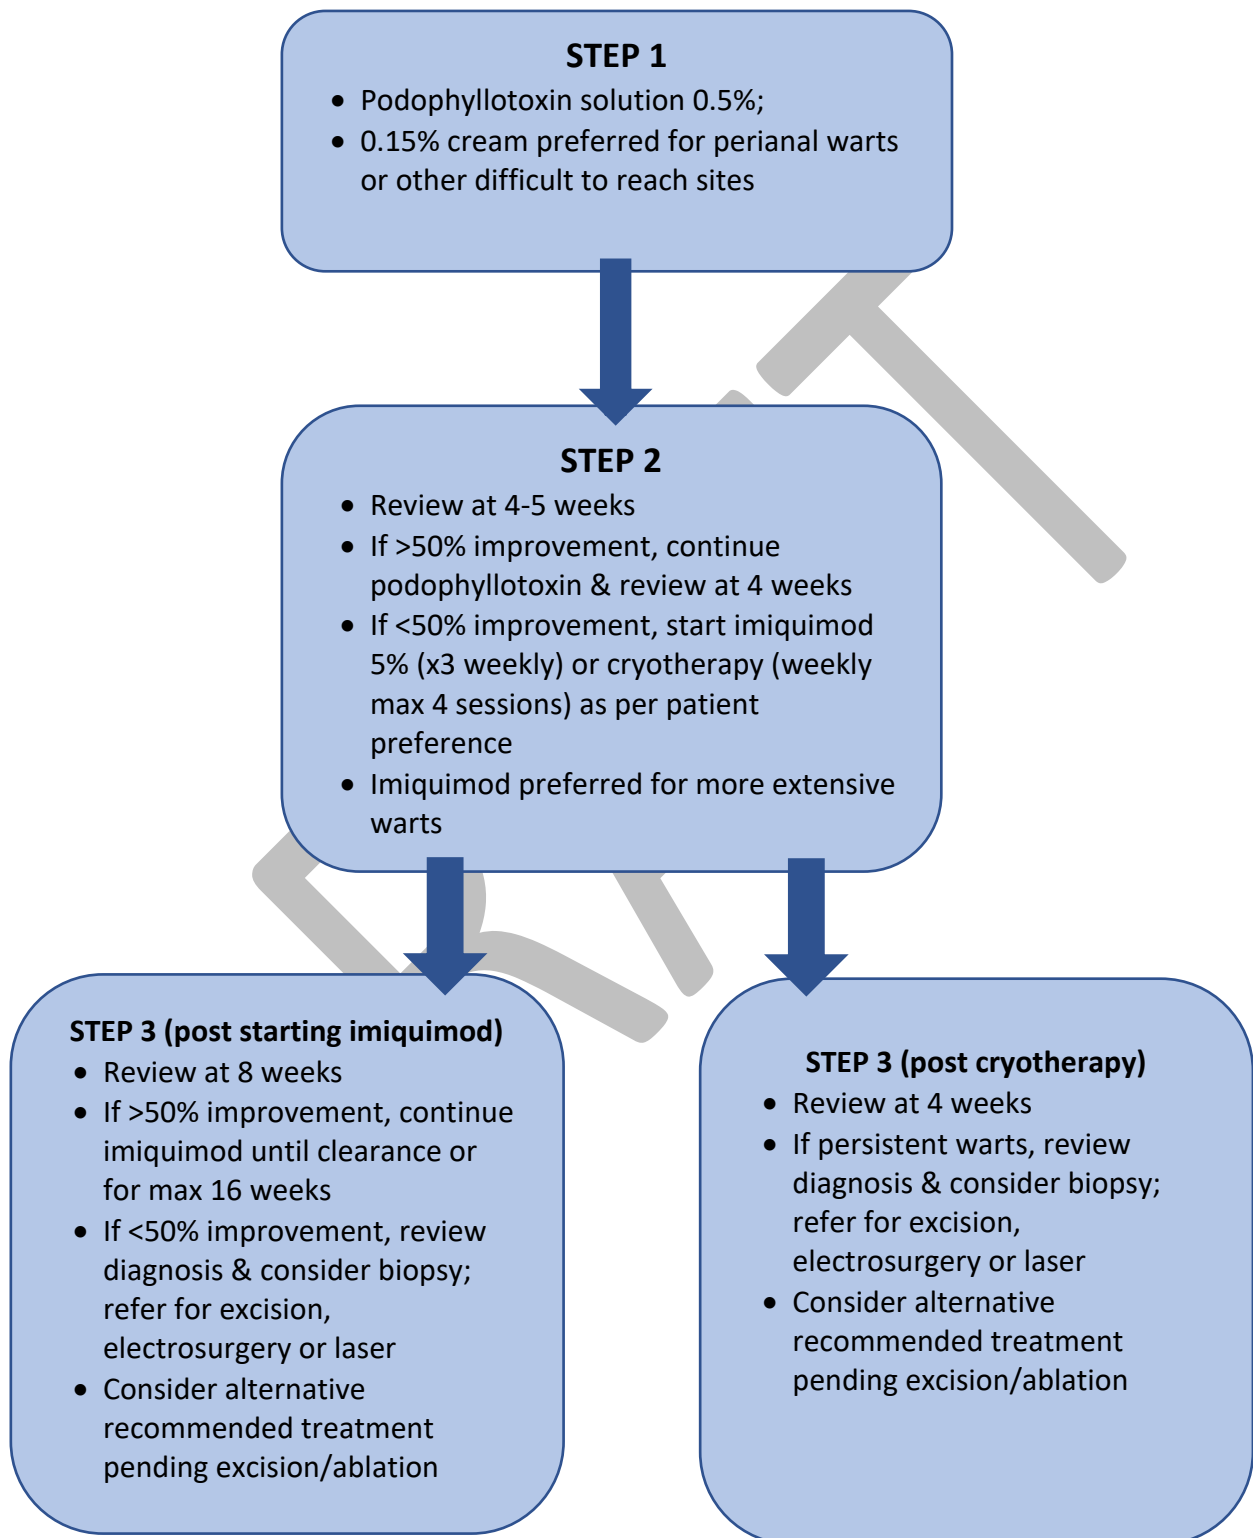 STEP 1
• Podophyllotoxin solution 0.5%;
• 0.15% cream preferred for perianal warts
or other difficult to reach sites
STEP 2
• Review at 4-5 weeks
• If >50% improvement, continue
podophyllotoxin & review at 4 weeks
• If <50% improvement, start imiquimod
5% (x3 weekly) or cryotherapy (weekly
max 4 sessions) as per patient
preference
• Imiquimod preferred for more extensive
warts
STEP 3 (post starting imiquimod)
• Review at 8 weeks
• If >50% improvement, continue
imiquimod until clearance or
for max 16 weeks
• If <50% improvement, review
diagnosis & consider biopsy;
refer for excision,
electrosurgery or laser
• Consider alternative
recommended treatment
pending excision/ablation
STEP 3 (post cryotherapy)
• Review at 4 weeks
• If persistent warts, review
diagnosis & consider biopsy;
refer for excision,
electrosurgery or laser
• Consider alternative
recommended treatment
pending excision/ablation